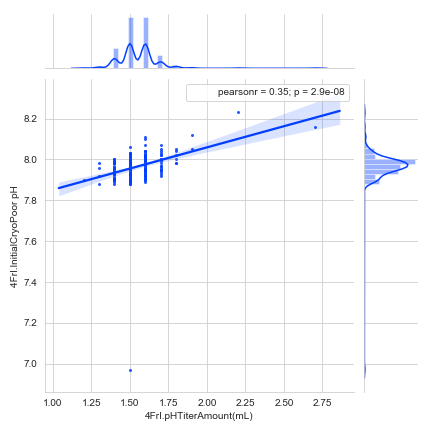 pearsonr = 0.35; p = 2.9e-08
8.2
8.0
7.8
7.6
7.4
7.2
7.0
4FrI.InitialCryoPoor pH
1.00 1.25 1.50 1.75 2.00 2.25 2.50 2.75
4FrI.pHTiterAmount(mL)